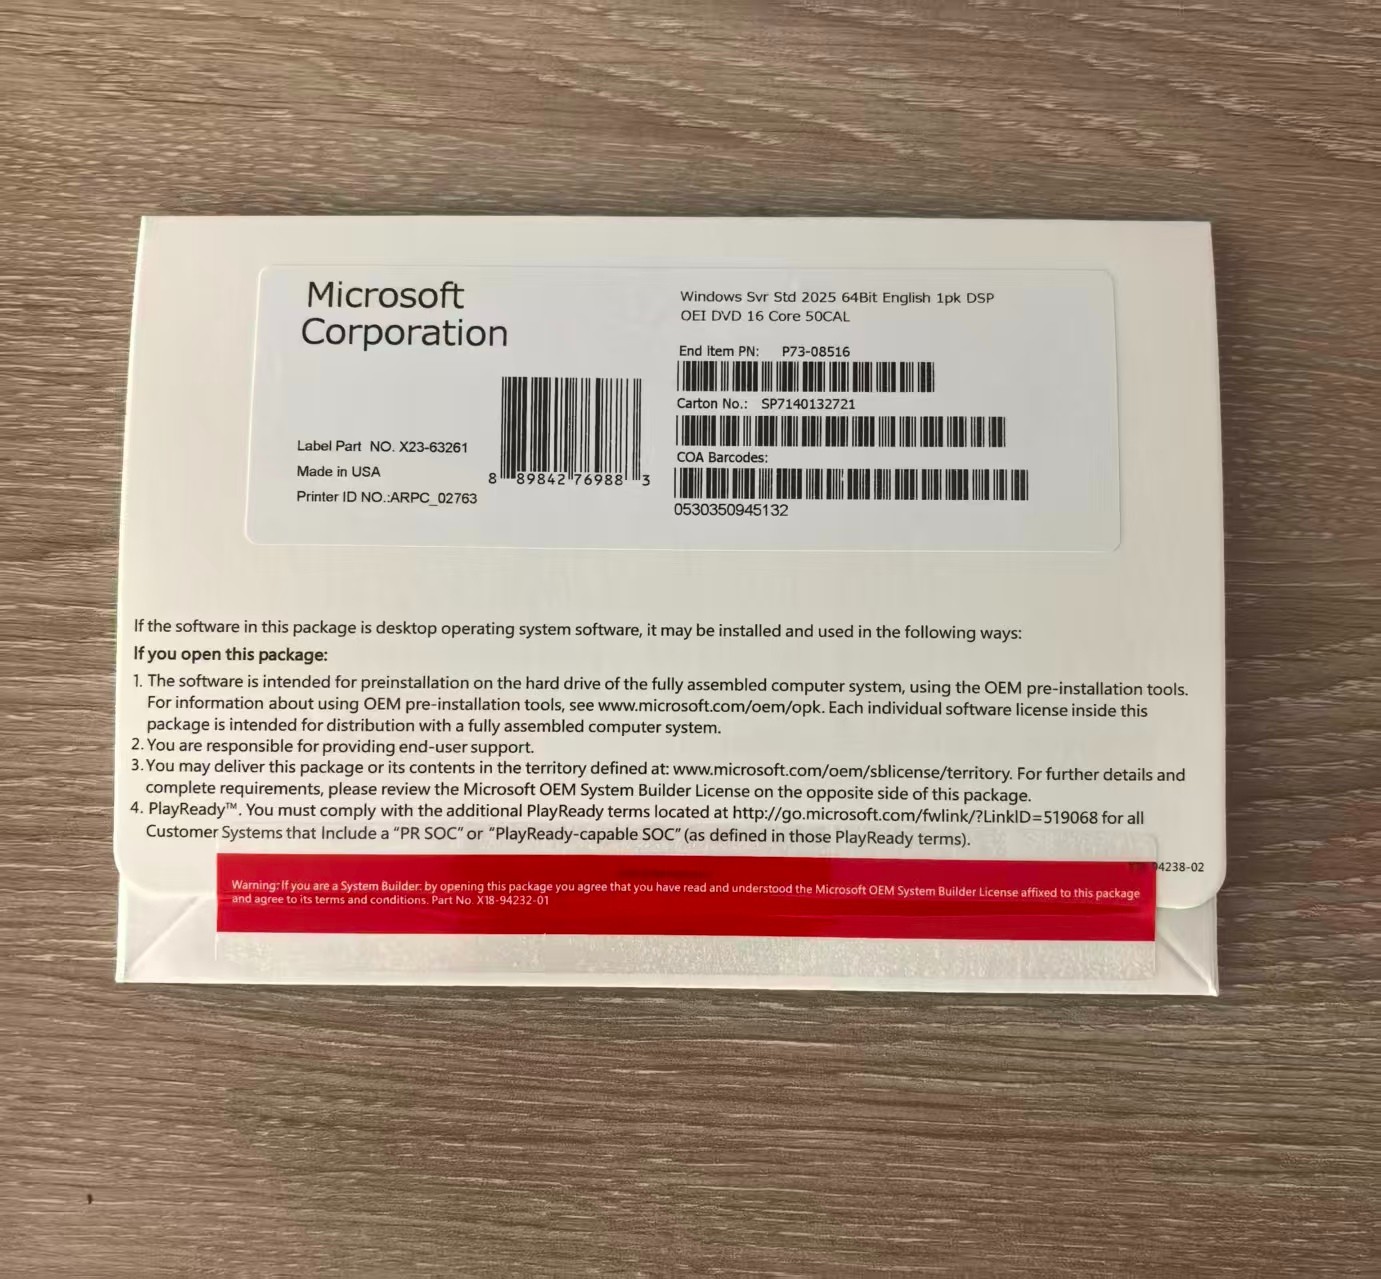 Microsoft
Corporation
Windows Svr Std 2025 64Bit English 1pk DSP
OEI DVD 16 Core 50CAL
End Item PN: P73-08516
Carton No.: SP7140132721
COA Barcodes:
0530350945132
Label Part NO. X23-63261
Made in USA
Printer ID NO.:ARPC_02763
8 89842 76988 3
If the software in this package is desktop operating system software, it may be installed and used in the following ways:
If you open this package:
1. The software is intended for preinstallation on the hard drive of the fully assembled computer system, using the OEM pre-installation tools.
For information about using OEM pre-installation tools, see www.microsoft.com/oem/opk. Each individual software license inside this
package is intended for distribution with a fully assembled computer system.
2. You are responsible for providing end-user support.
3. You may deliver this package or its contents in the territory defined at: www.microsoft.com/oem/sblicense/territory. For further details and
complete requirements, please review the Microsoft OEM System Builder License on the opposite side of this package.
4. PlayReady™. You must comply with the additional PlayReady terms located at http://go.microsoft.com/fwlink/?LinkID=519068 for all
Customer Systems that Include a “PR SOC” or “PlayReady-capable SOC” (as defined in those PlayReady terms).
94238-02
Warning: If you are a System Builder: by opening this package you agree that you have read and understood the Microsoft OEM System Builder License affixed to this package
and agree to its terms and conditions. Part No. X18-94232-01